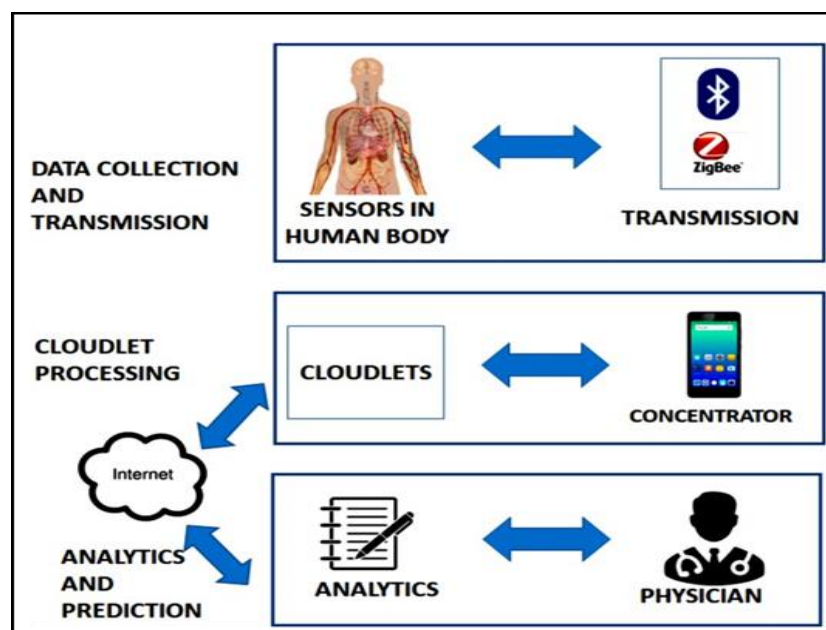 DATA COLLECTION
AND
TRANSMISSION
SENSORS IN
HUMAN BODY
ZigBee
TRANSMISSION
CLOUDLET
PROCESSING
CLOUDLETS
CONCENTRATOR
Internet
ANALYTICS
AND
PREDICTION
ANALYTICS
PHYSICIAN